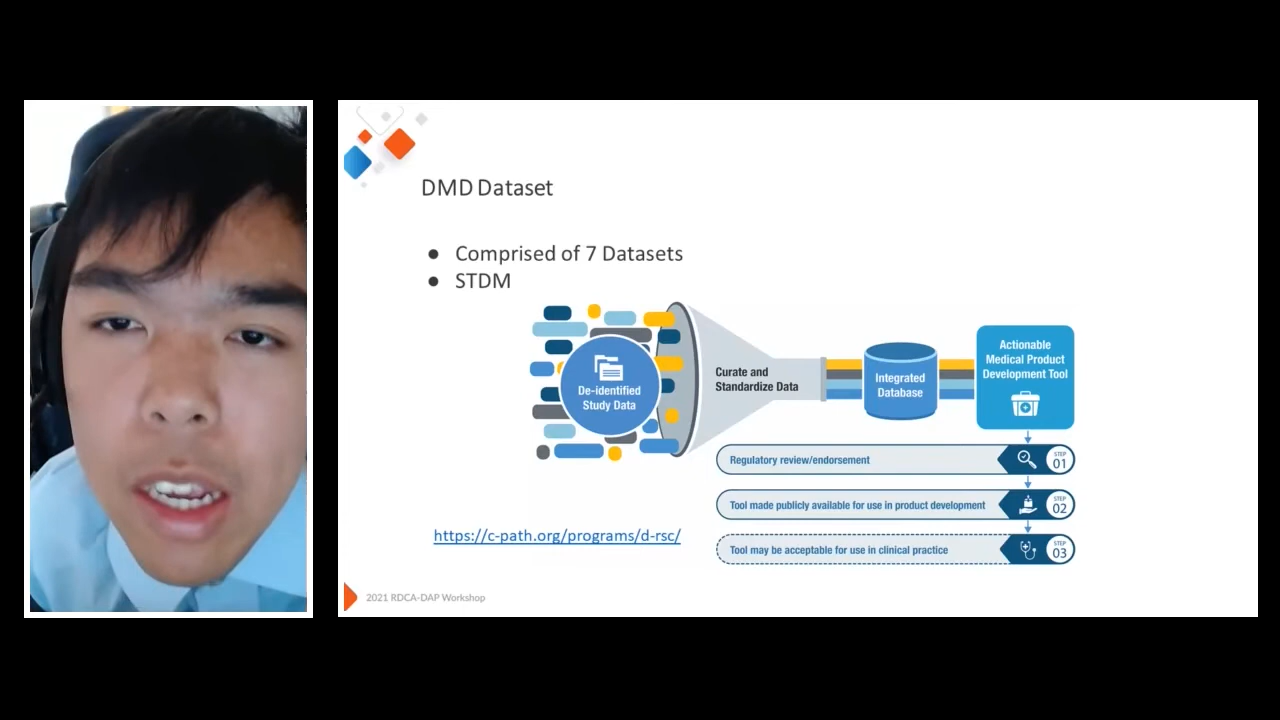 DMD Dataset
● Comprised of 7 Datasets
● STDM
De-identified
Study Data
Curate and
Standardize Data
Integrated
Database
Actionable
Medical Product
Development Tool
Regulatory review/endorsement
STEP
01
Tool made publicly available for use in product development
STEP
02
Tool may be acceptable for use in clinical practice
STEP
03
https://c-path.org/programs/d-rsc/
2021 RDCA-DAP Workshop